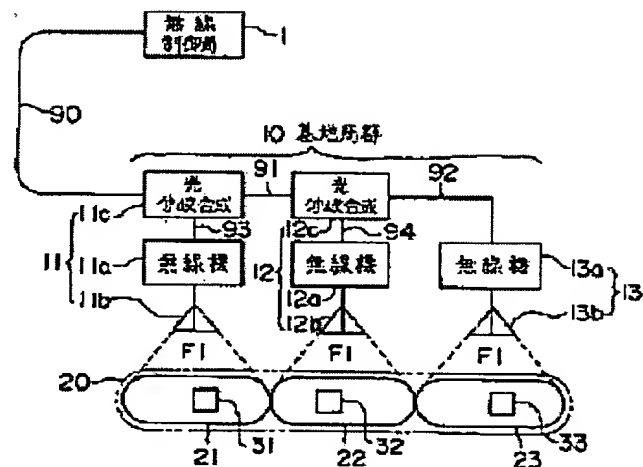 無線
制御局
1
90
10 基地局群
91
92
光
分岐合成
光
分岐合成
11c
12c
93
94
11
11a
無線機
12
12a
無線機
無線機
13a
13
11b
12b
13b
F1
F1
F1
20
31
32
33
21
22
23